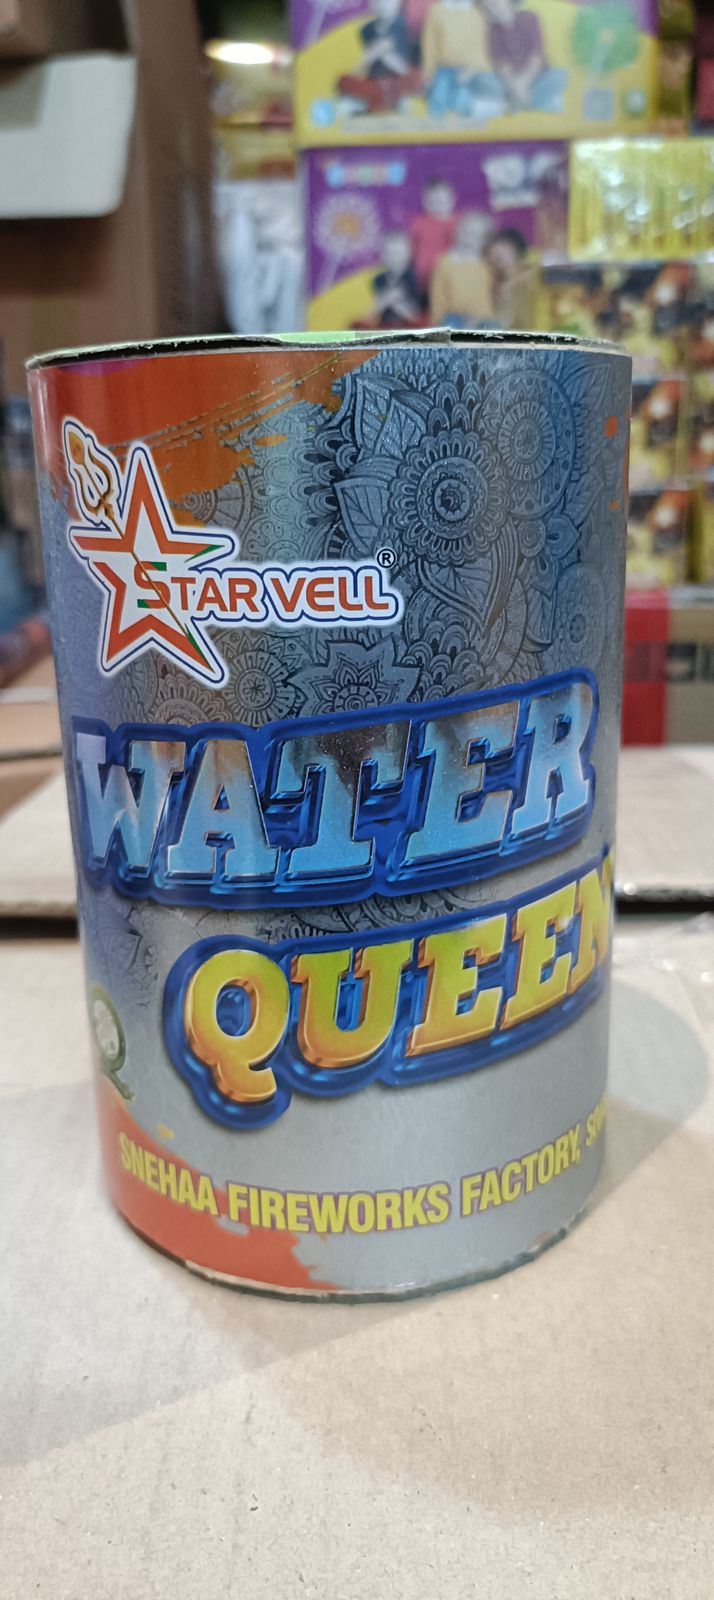 STAR VELL®
WATER
QUEEN
SNEHAA FIREWORKS FACTORY,